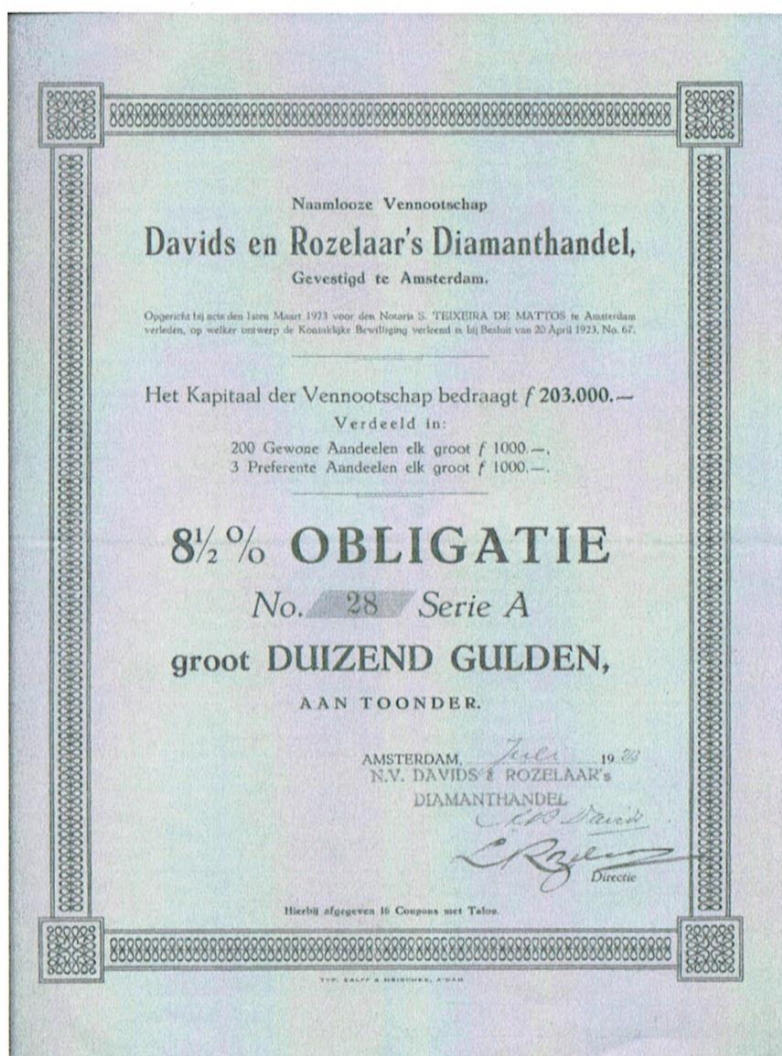 Naamlooze Vennootschap
Davids en Rozelaar's Diamanthandel,
Gevestigd te Amsterdam.
Opgericht bij acte den 1sten Maart 1923 voor den Notaris S. TEIXEIRA DE MATTOS te Amsterdam
verleden, op welker ontwerp de Koninklijke Bewilliging verleend is bij Besluit van 20 April 1923, No. 67.
Het Kapitaal der Vennootschap bedraagt f 203.000.—
Verdeeld in:
200 Gewone Aandeelen elk groot f 1000.—,
3 Preferente Aandeelen elk groot f 1000.—.
8½% OBLIGATIE
No. 28 Serie A
groot DUIZEND GULDEN,
AAN TOONDER.
AMSTERDAM, Juli 19
N.V. DAVIDS & ROZELAAR's
DIAMANTHANDEL
Davids
Directie
Hierbij afgegeven 16 Coupons met Talon.
TYP. A'DAM